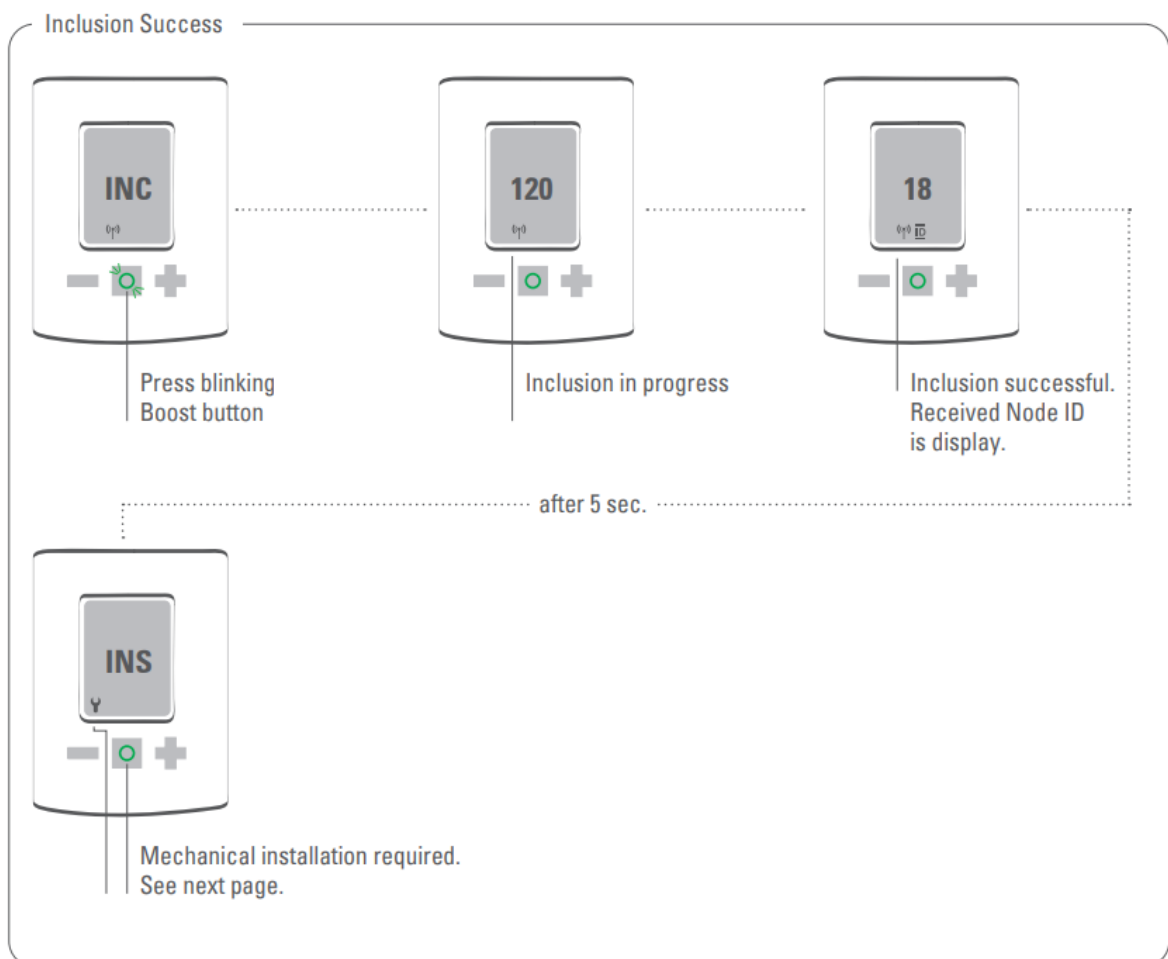 Inclusion Success
INC
120
18
ID
Press blinking
Boost button
Inclusion in progress
Inclusion successful.
Received Node ID
is display.
after 5 sec.
INS
Mechanical installation required.
See next page.